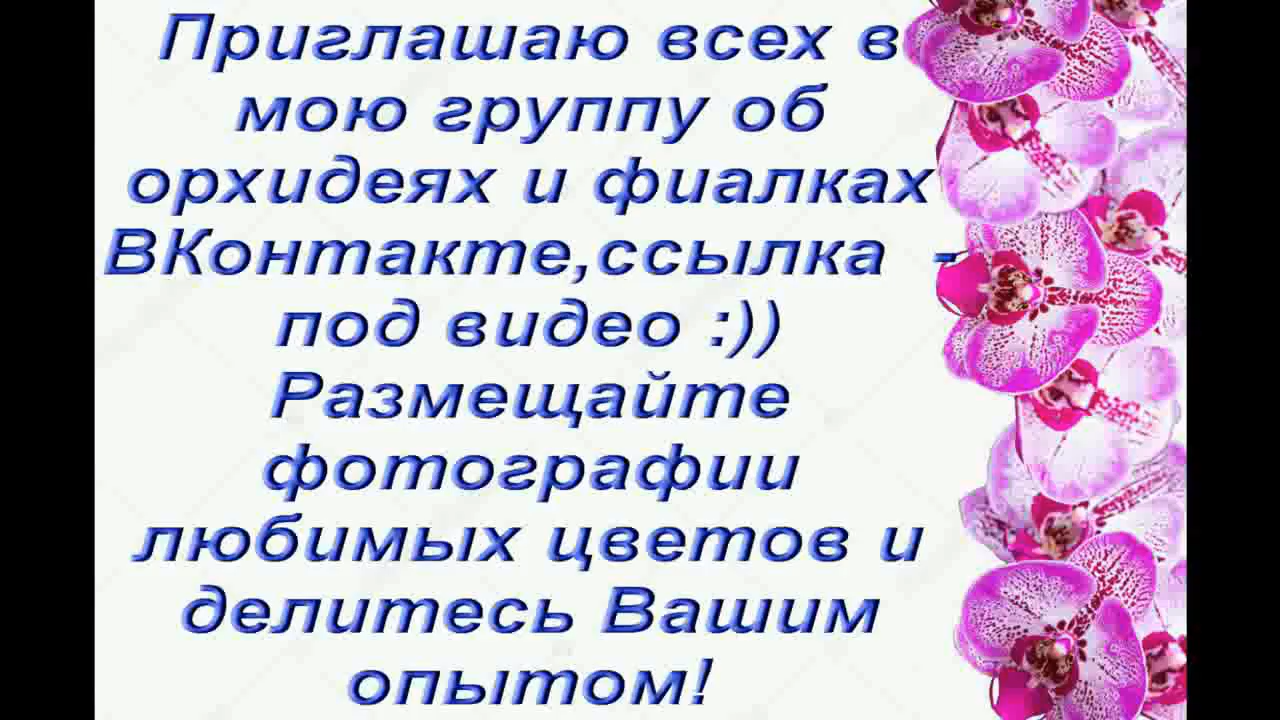 Приглашаю всех в
мою группу об
орхидеях и фиалках
ВКонтакте,ссылка -
под видео :))
Размещайте
фотографии
любимых цветов и
делитесь Вашим
опытом!